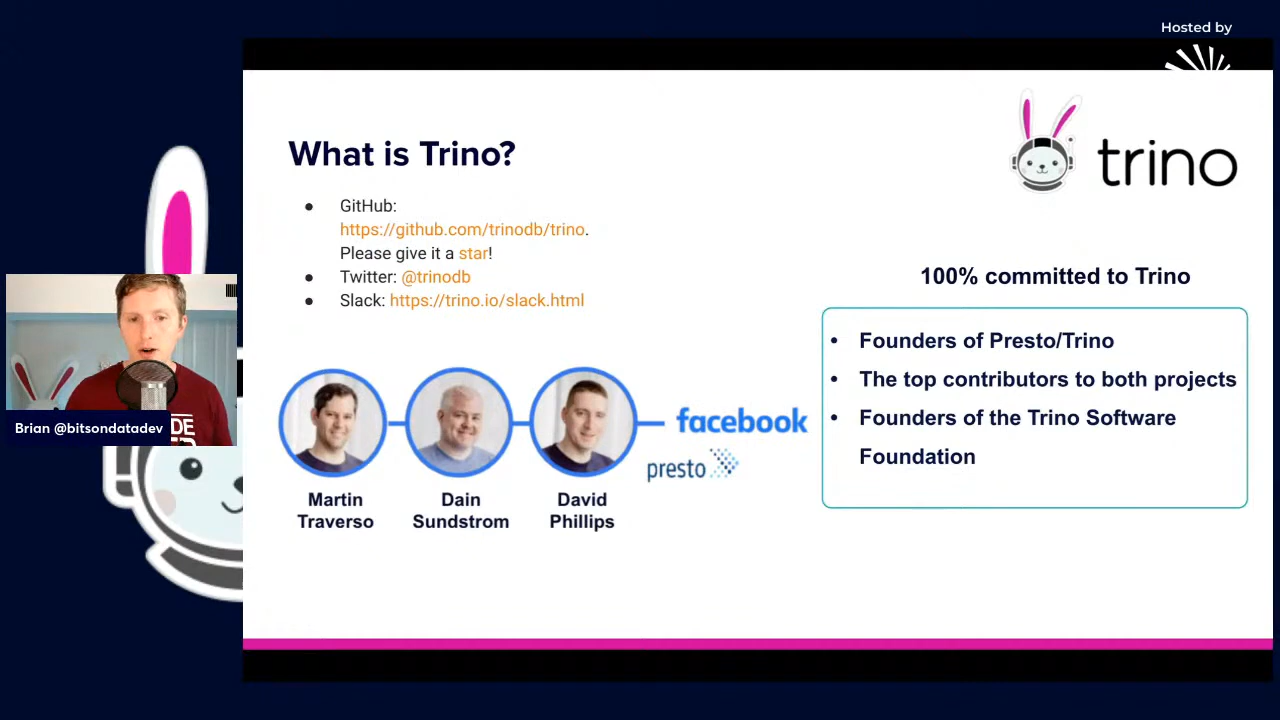 Hosted by
What is Trino?
trino
● GitHub:
https://github.com/trinodb/trino.
Please give it a star!
● Twitter: @trinodb
● Slack: https://trino.io/slack.html
100% committed to Trino
• Founders of Presto/Trino
• The top contributors to both projects
• Founders of the Trino Software
Foundation
facebook
presto
Martin
Traverso
Dain
Sundstrom
David
Phillips
Brian @bitsondatadev